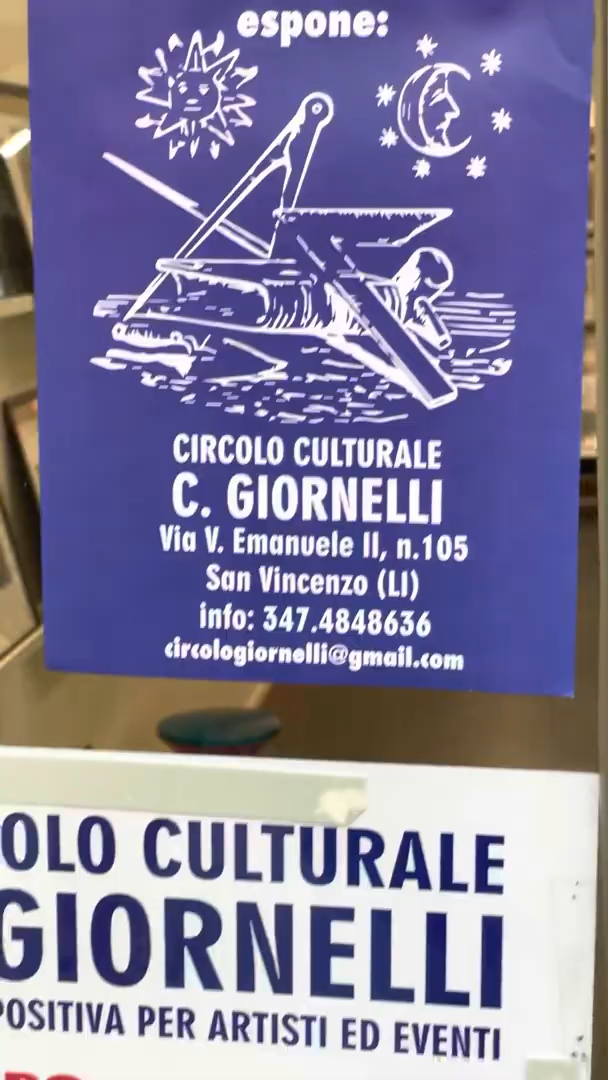 espone:
CIRCOLO CULTURALE
C. GIORNELLI
Via V. Emanuele II, n.105
San Vincenzo (LI)
info: 347.4848636
circologiornelli@gmail.com
OLO CULTURALE
GIORNELLI
POSITIVA PER ARTISTI ED EVENTI